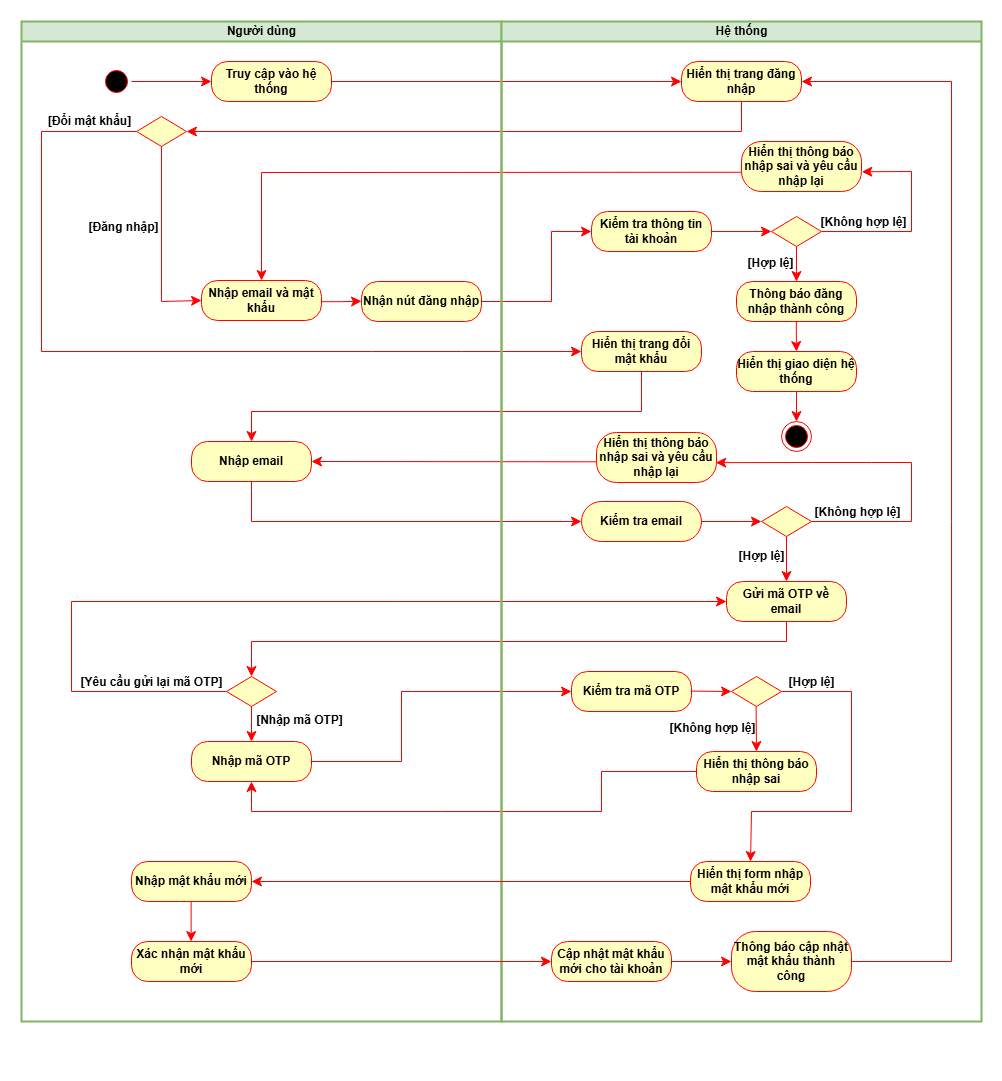 Người dùng
Hệ thống
Truy cập vào hệ
thống
Hiển thị trang đăng
nhập
[Đổi mật khẩu]
Hiển thị thông báo
nhập sai và yêu cầu
nhập lại
[Đăng nhập]
Kiểm tra thông tin
tài khoản
[Không hợp lệ]
[Hợp lệ]
Nhập email và mật
khẩu
Nhận nút đăng nhập
Thông báo đăng
nhập thành công
Hiển thị trang đổi
mật khẩu
Hiển thị giao diện hệ
thống
Nhập email
Hiển thị thông báo
nhập sai và yêu cầu
nhập lại
Kiểm tra email
[Không hợp lệ]
[Hợp lệ]
Gửi mã OTP về
email
[Yêu cầu gửi lại mã OTP]
[Nhập mã OTP]
Kiểm tra mã OTP
[Hợp lệ]
[Không hợp lệ]
Nhập mã OTP
Hiển thị thông báo
nhập sai
Nhập mật khẩu mới
Hiển thị form nhập
mật khẩu mới
Xác nhận mật khẩu
mới
Cập nhật mật khẩu
mới cho tài khoản
Thông báo cập nhật
mật khẩu thành
công